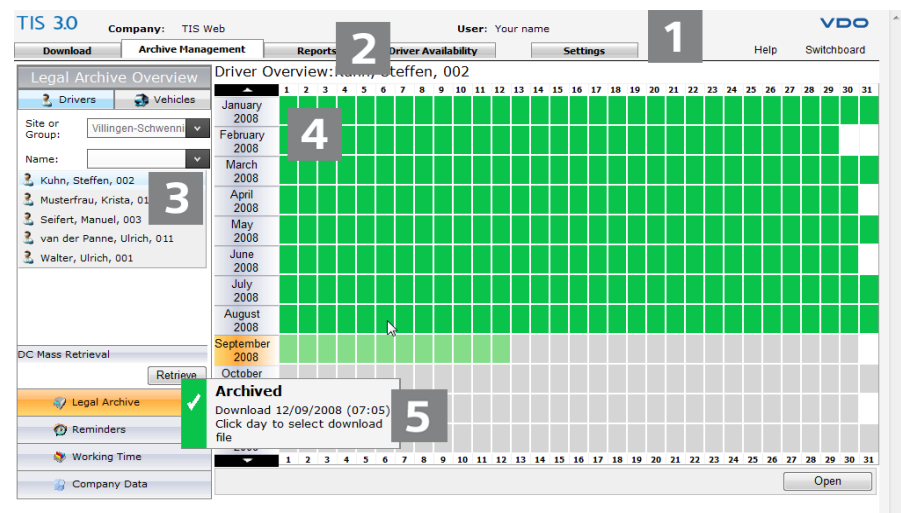 TIS 3.0 Company: TIS Web User: Your name VDO
Download Archive Management Reports Driver Availability Settings Help Switchboard
2
1
Legal Archive Overview
Driver Overview: Steffen, 002
Drivers Vehicles
1 2 3 4 5 6 7 8 9 10 11 12 13 14 15 16 17 18 19 20 21 22 23 24 25 26 27 28 29 30 31
January
2008
Site or
Group:
Villingen-Schwenni
February
2008
4
Name:
March
2008
Kuhn, Steffen, 002
Musterfrau, Krista, 01
3
April
2008
Seifert, Manuel, 003
May
2008
van der Panne, Ulrich, 011
Walter, Ulrich, 001
June
2008
July
2008
August
2008
September
2008
DC Mass Retrieval
Retrieve
October
Legal Archive
Reminders
Working Time
Company Data
Archived
Download 12/09/2008 (07:05)
Click day to select download
file
5
1 2 3 4 5 6 7 8 9 10 11 12 13 14 15 16 17 18 19 20 21 22 23 24 25 26 27 28 29 30 31
Open